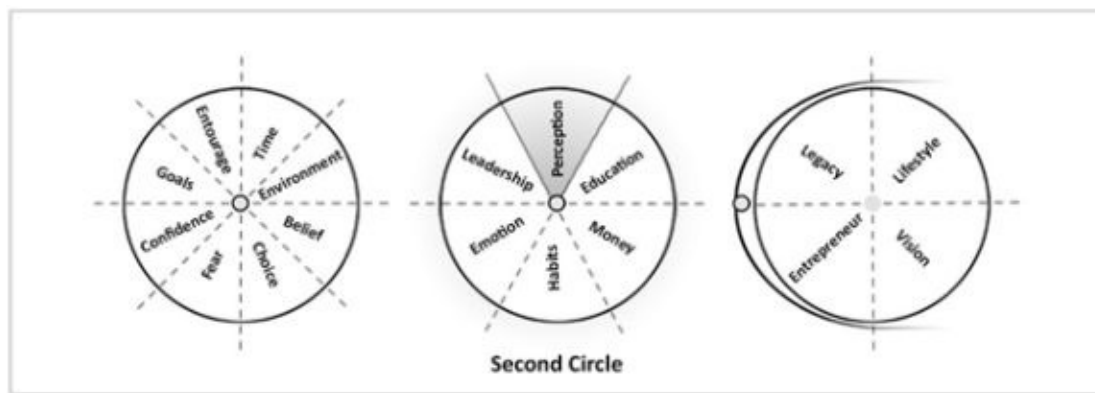 Entourage
Time
Goals
Environment
Confidence
Belief
Fear
Choice
Perception
Leadership
Education
Emotion
Money
Habits
Legacy
Lifestyle
Entrepreneur
Vision
Second Circle